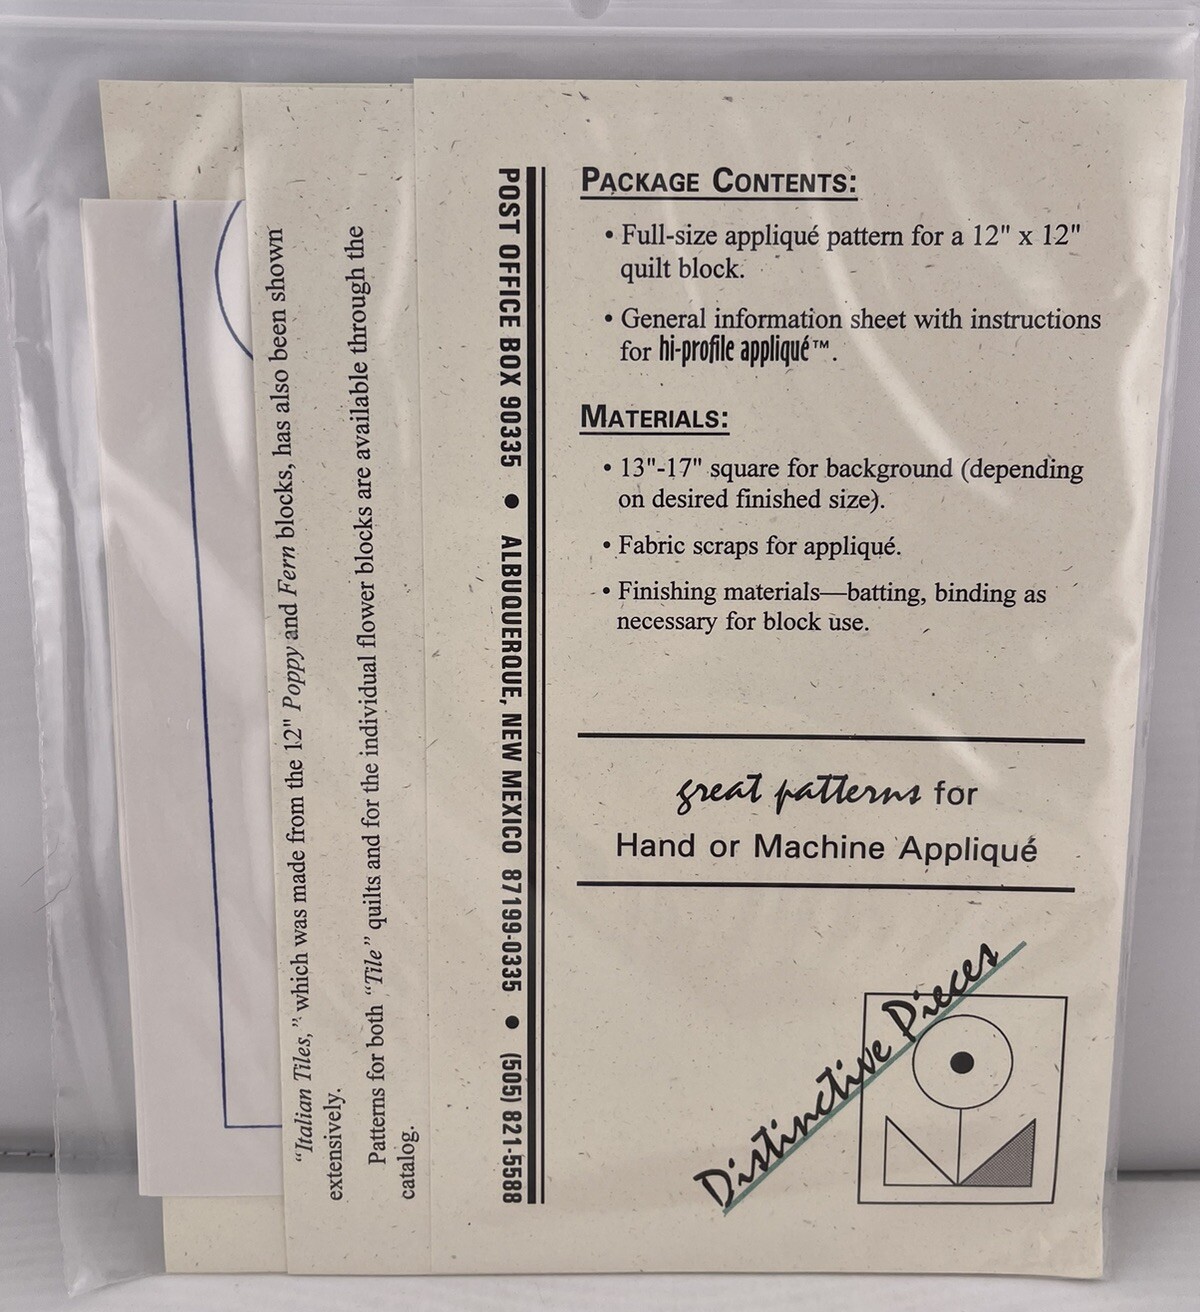 PACKAGE CONTENTS:
• Full-size appliqué pattern for a 12" x 12"
quilt block.
• General information sheet with instructions
for hi-profile appliqué™.
MATERIALS:
• 13"-17" square for background (depending
on desired finished size).
• Fabric scraps for appliqué.
• Finishing materials—batting, binding as
necessary for block use.
great patterns for
Hand or Machine Appliqué
Distinctive Pieces
POST OFFICE BOX 90335 • ALBUQUERQUE, NEW MEXICO 87199-0335 • (505) 821-5588
“Italian Tiles,” which was made from the 12" Poppy and Fern blocks, has also been shown
extensively.
Patterns for both “Tile” quilts and for the individual flower blocks are available through the
catalog.